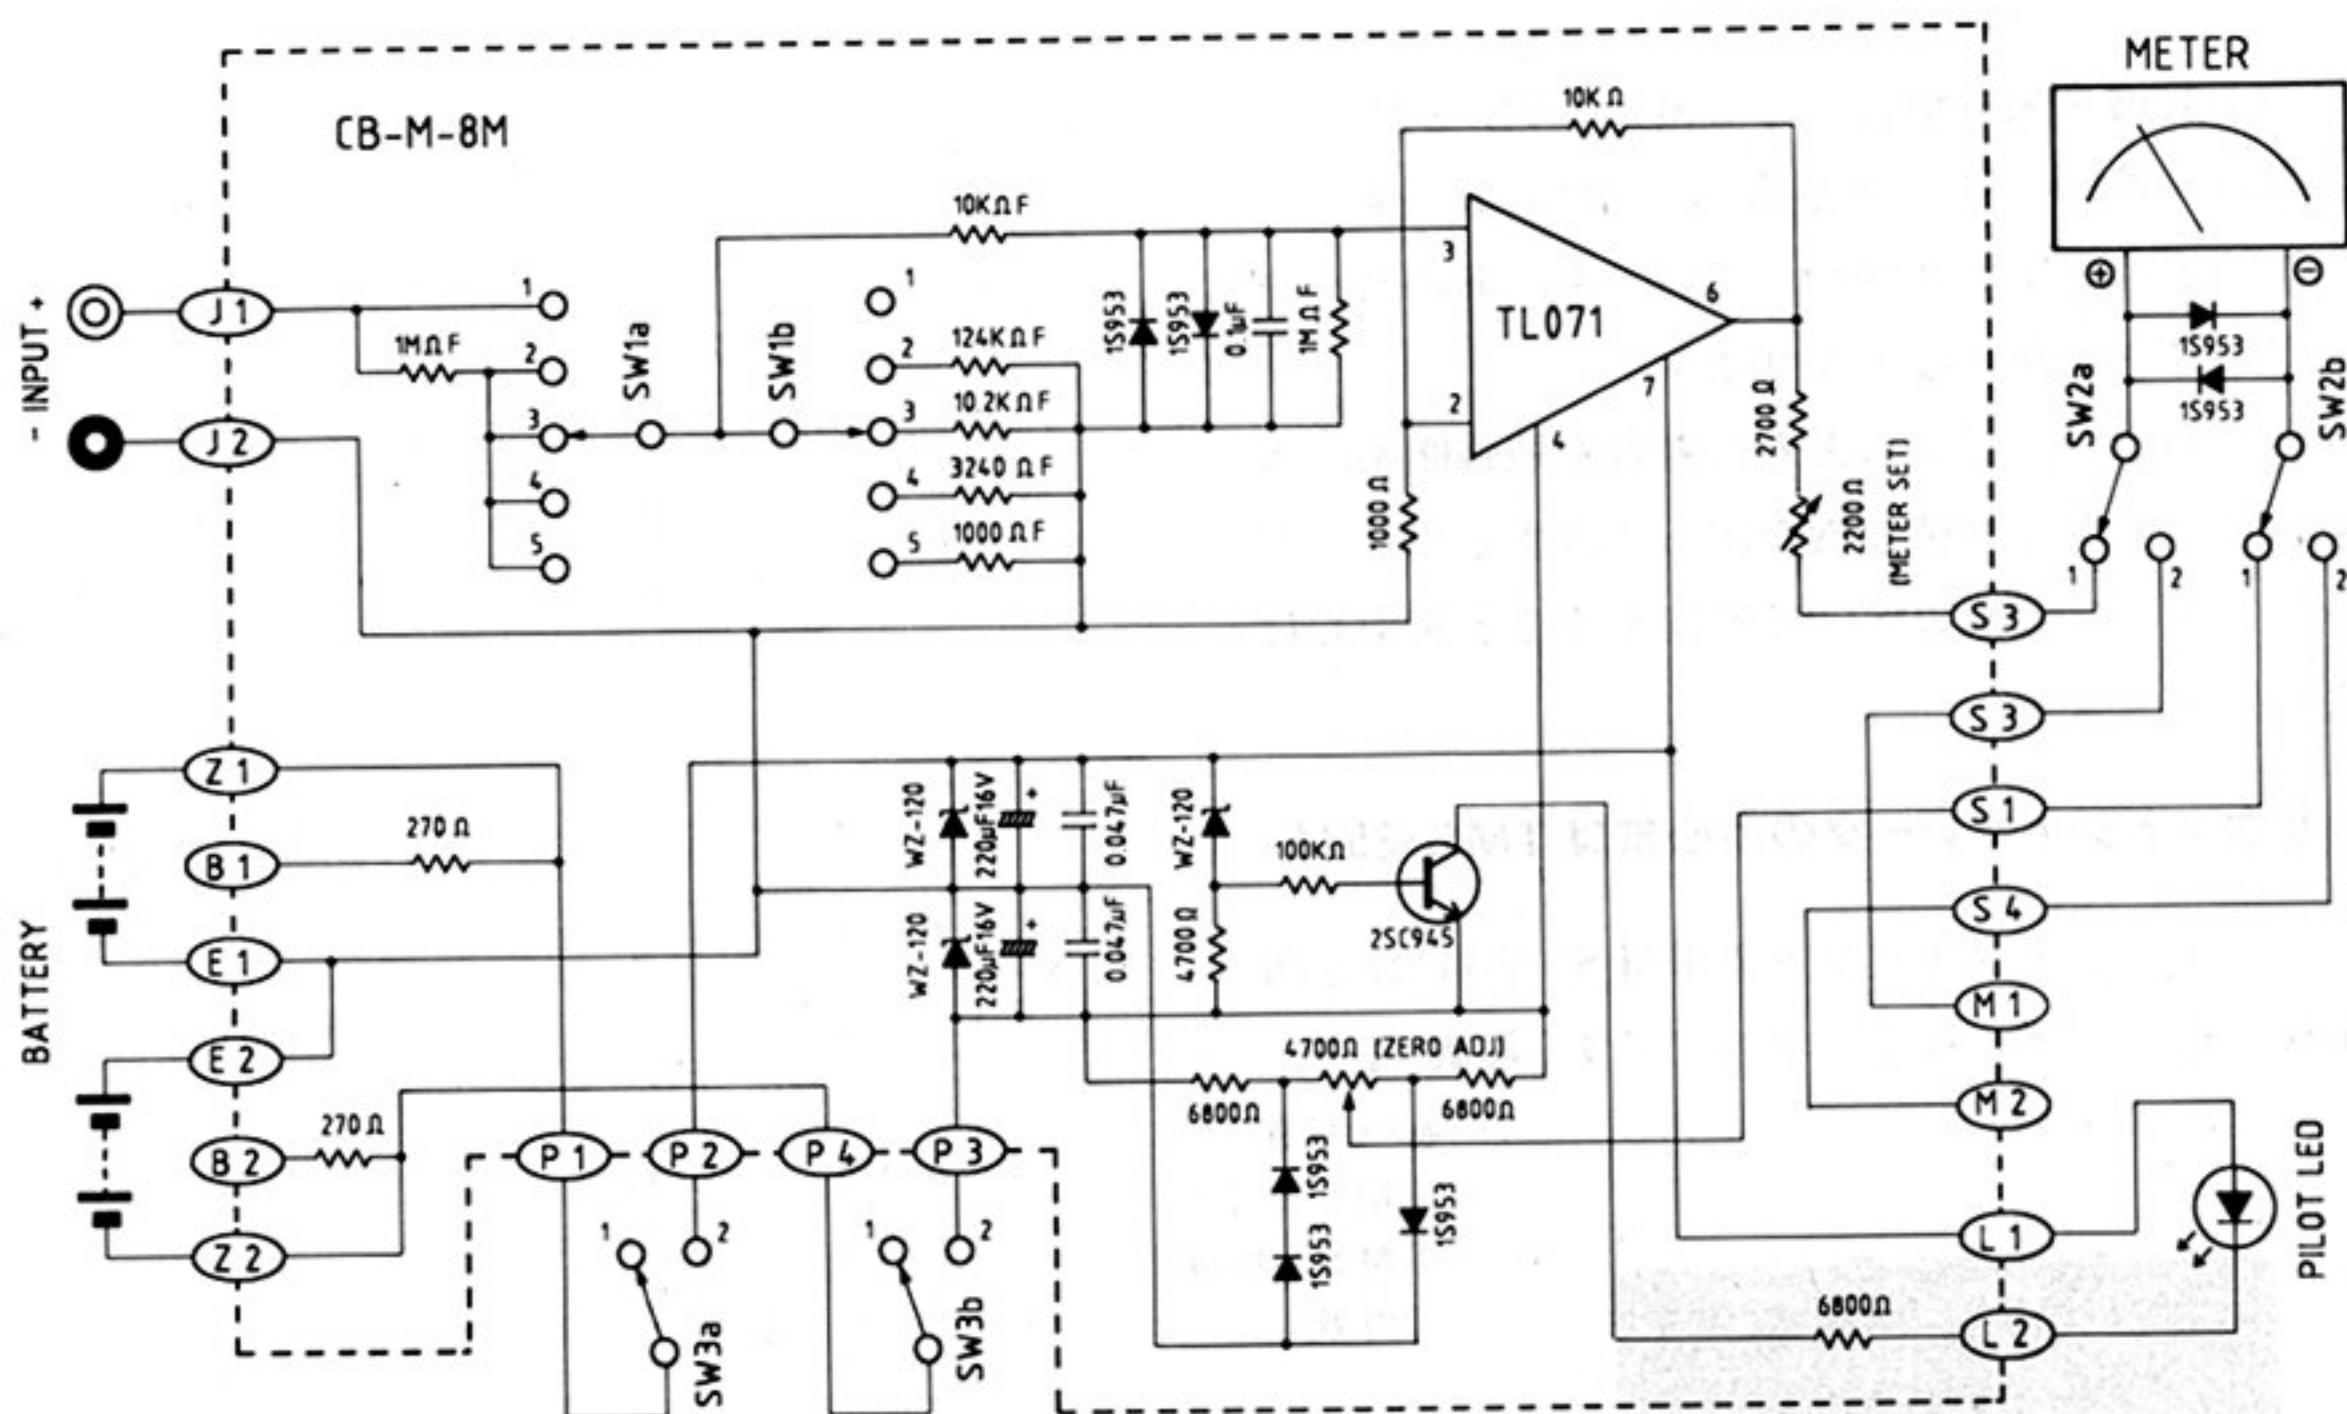 METER
CB-M-8M
10KΩ
10KΩF
3
2
6
7
4
TL071
- INPUT +
J1
J2
1MΩF
1
2
3
4
5
SW1a
SW1b
1
2
3
4
5
124KΩF
10.2KΩF
3240ΩF
1000ΩF
1S953
1S953
0.1µF
1MΩF
1000Ω
2700Ω
2200Ω
(METER SET)
⊕
⊖
1S953
1S953
SW2a
SW2b
1
2
1
2
S3
S3
S1
S4
M1
M2
L1
L2
BATTERY
Z1
B1
E1
E2
B2
Z2
270Ω
270Ω
WZ-120
220µF16V
+
0.047µF
WZ-120
220µF16V
+
0.047µF
WZ-120
4700Ω
100KΩ
2SC945
4700Ω (ZERO ADJ)
6800Ω
6800Ω
1S953
1S953
1S953
P1
P2
P4
P3
1
2
1
2
SW3a
SW3b
6800Ω
PILOT LED